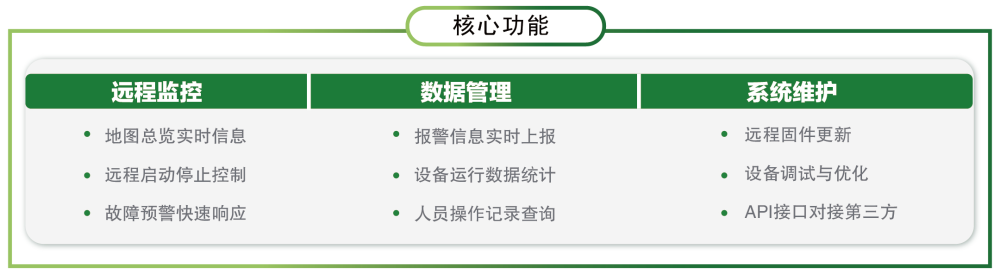 核心功能
远程监控
数据管理
系统维护
地图总览实时信息
报警信息实时上报
远程固件更新
远程启动停止控制
设备运行数据统计
设备调试与优化
故障预警快速响应
人员操作记录查询
API接口对接第三方